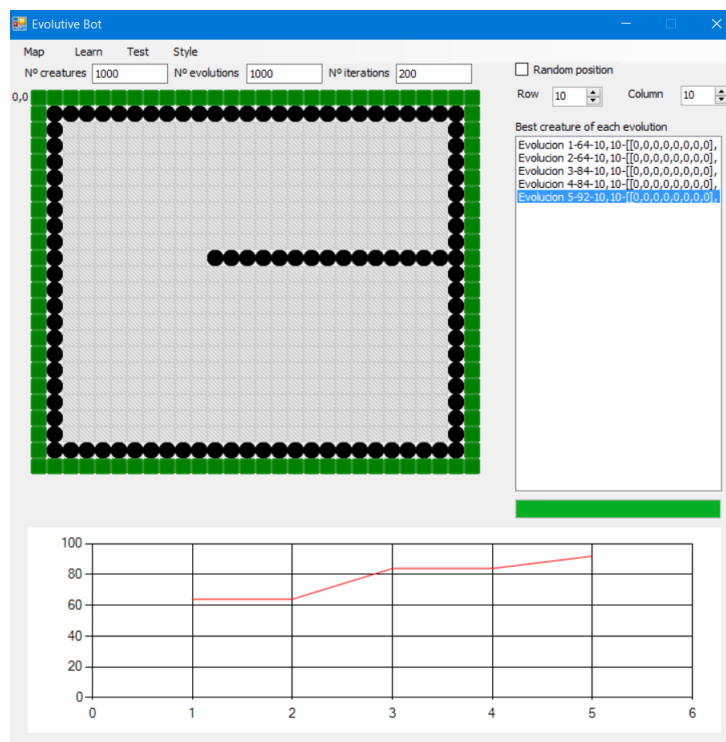 Evolutive Bot
Map Learn Test Style
Nº creatures 1000 Nº evolutions 1000 Nº iterations 200
Random position
Row 10 Column 10
0,0
Best creature of each evolution
Evolucion 1-64-10,10-[[0,0,0,0,0,0,0,0],
Evolucion 2-64-10,10-[[0,0,0,0,0,0,0,0],
Evolucion 3-84-10,10-[[0,0,0,0,0,0,0,0],
Evolucion 4-84-10,10-[[0,0,0,0,0,0,0,0],
Evolucion 5-92-10,10-[[0,0,0,0,0,0,0,0],
100
80
60
40
20
0
0 1 2 3 4 5 6